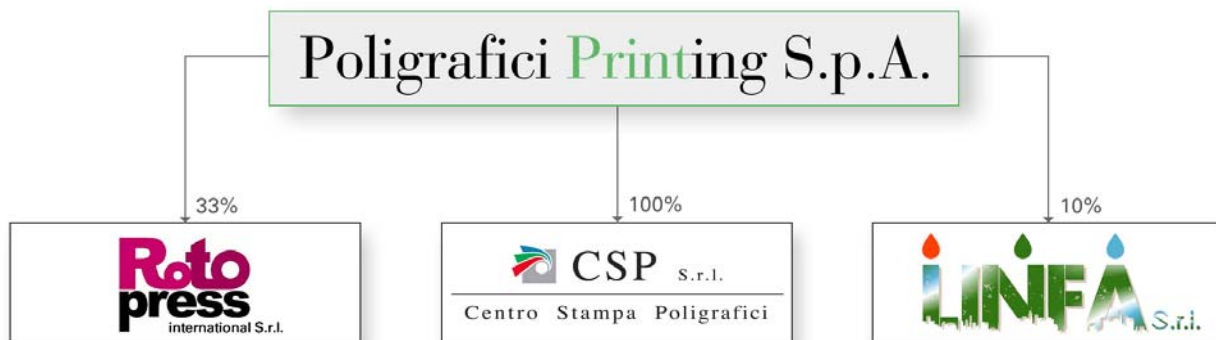 Poligrafici Printing S.p.A.
33%
100%
10%
Roto
press
international S.r.l.
CSP S.r.l.
Centro Stampa Poligrafici
LINFA S.r.l.